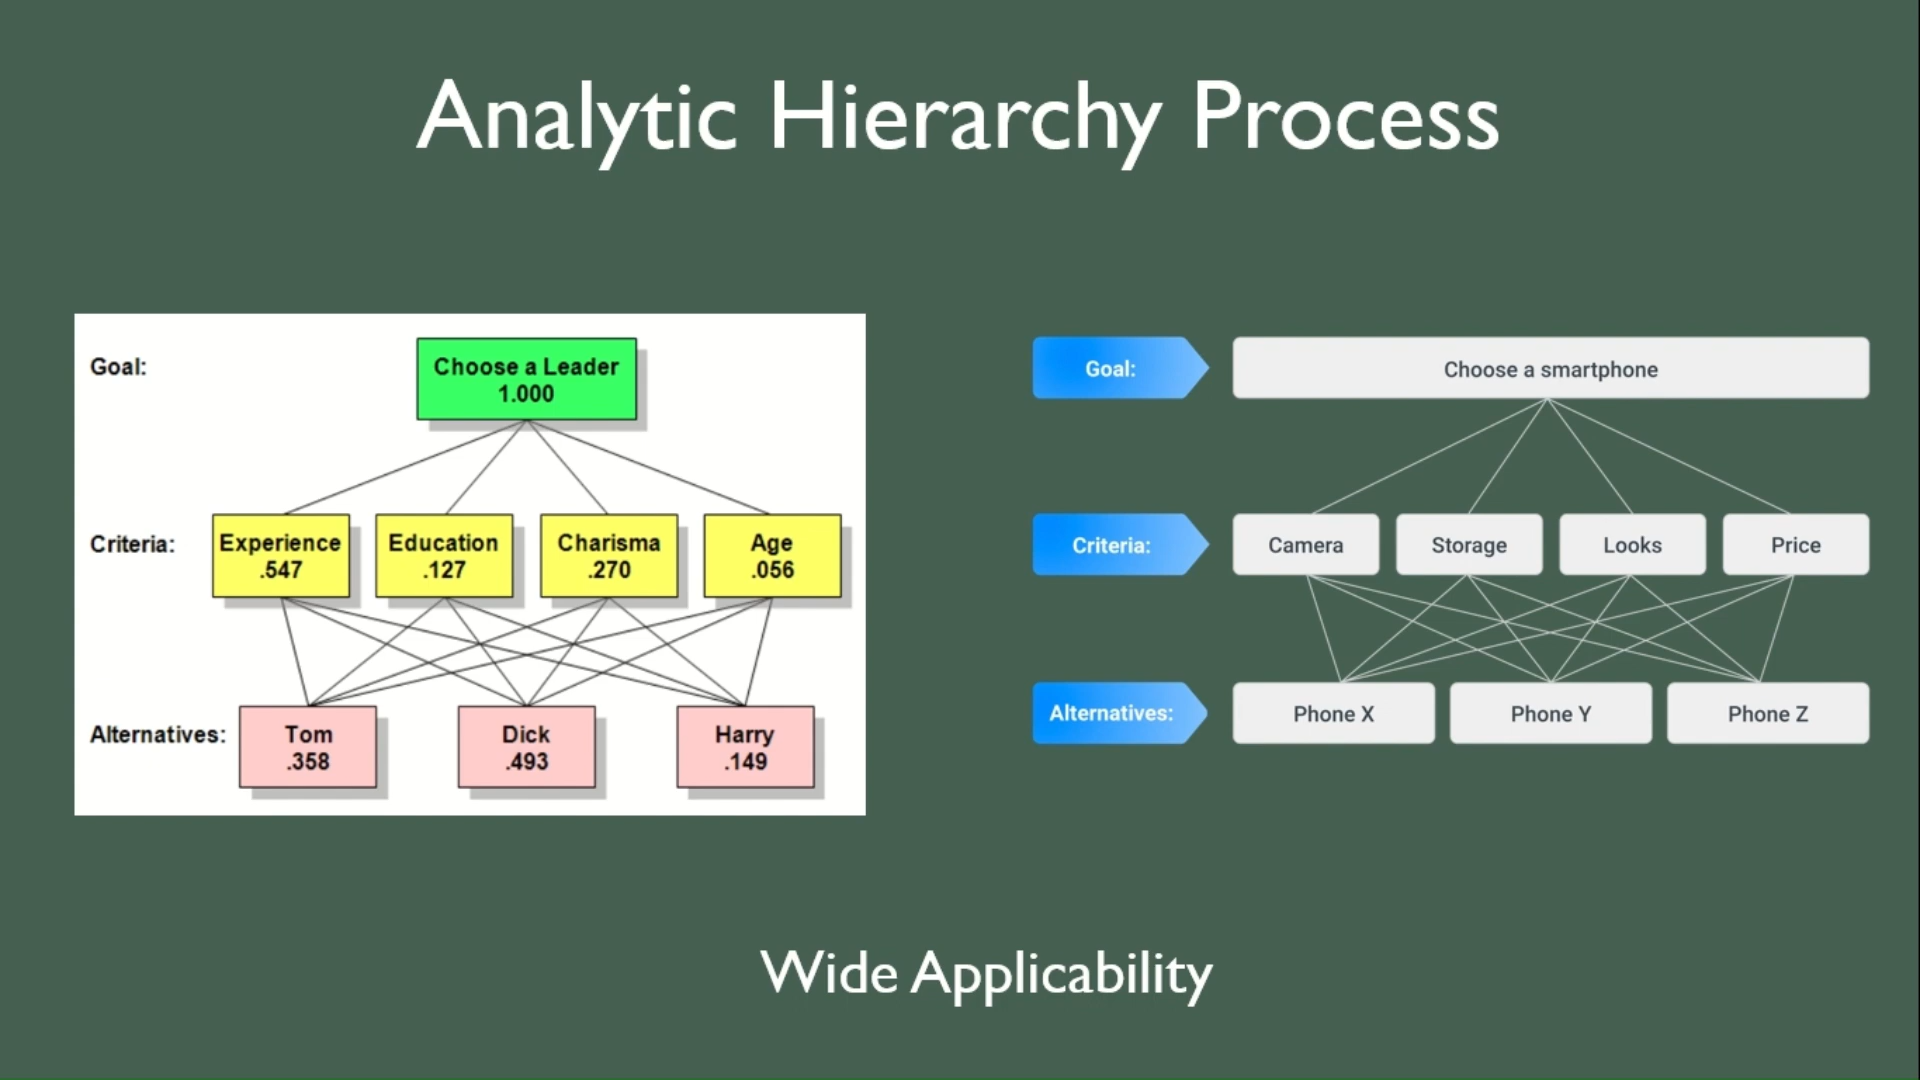 Analytic Hierarchy Process
Goal:
Choose a Leader
1.000
Criteria:
Experience
.547
Education
.127
Charisma
.270
Age
.056
Alternatives:
Tom
.358
Dick
.493
Harry
.149
Goal:
Choose a smartphone
Criteria:
Camera
Storage
Looks
Price
Alternatives:
Phone X
Phone Y
Phone Z
Wide Applicability